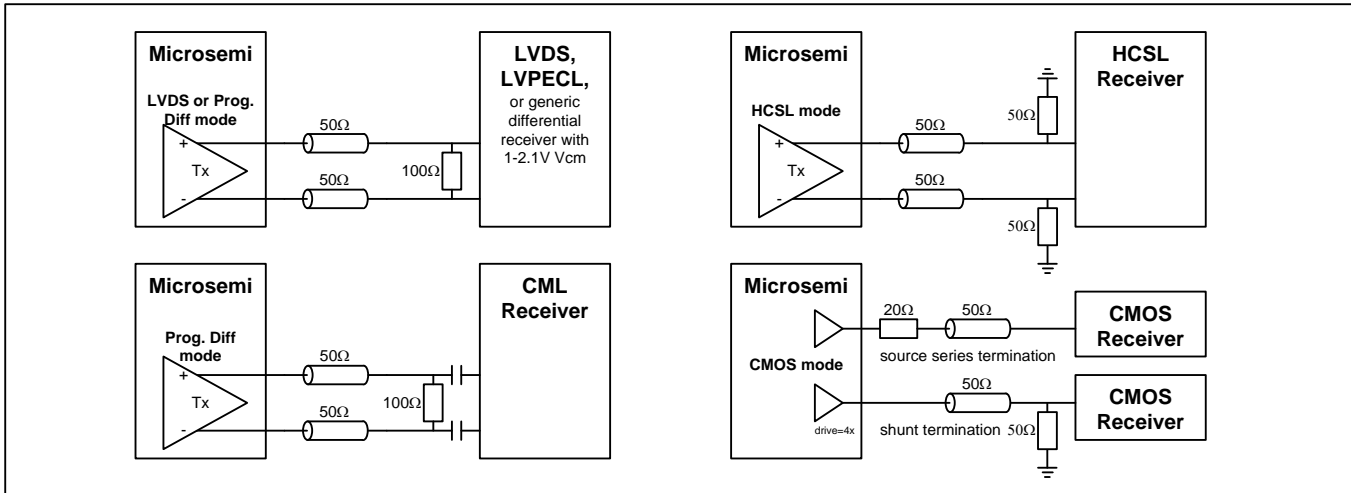 Microsemi
LVDS or Prog.
Diff mode
+
Tx
-
50Ω
50Ω
100Ω
LVDS,
LVPECL,
or generic
differential
receiver with
1-2.1V Vcm
Microsemi
HCSL mode
+
Tx
-
50Ω
50Ω
50Ω
50Ω
HCSL
Receiver
Microsemi
Prog. Diff
mode
+
Tx
-
50Ω
50Ω
100Ω
CML
Receiver
Microsemi
CMOS mode
drive=4x
20Ω
50Ω
source series termination
50Ω
shunt termination
50Ω
CMOS
Receiver
CMOS
Receiver